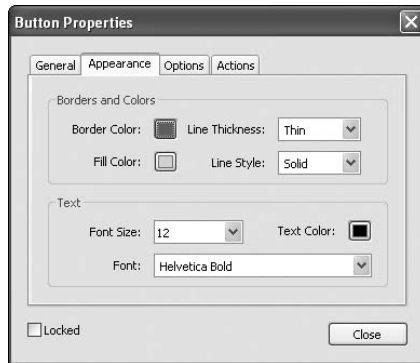 Button Properties
General Appearance Options Actions
Borders and Colors
Border Color: Line Thickness: Thin
Fill Color: Line Style: Solid
Text
Font Size: 12 Text Color:
Font: Helvetica Bold
Locked Close